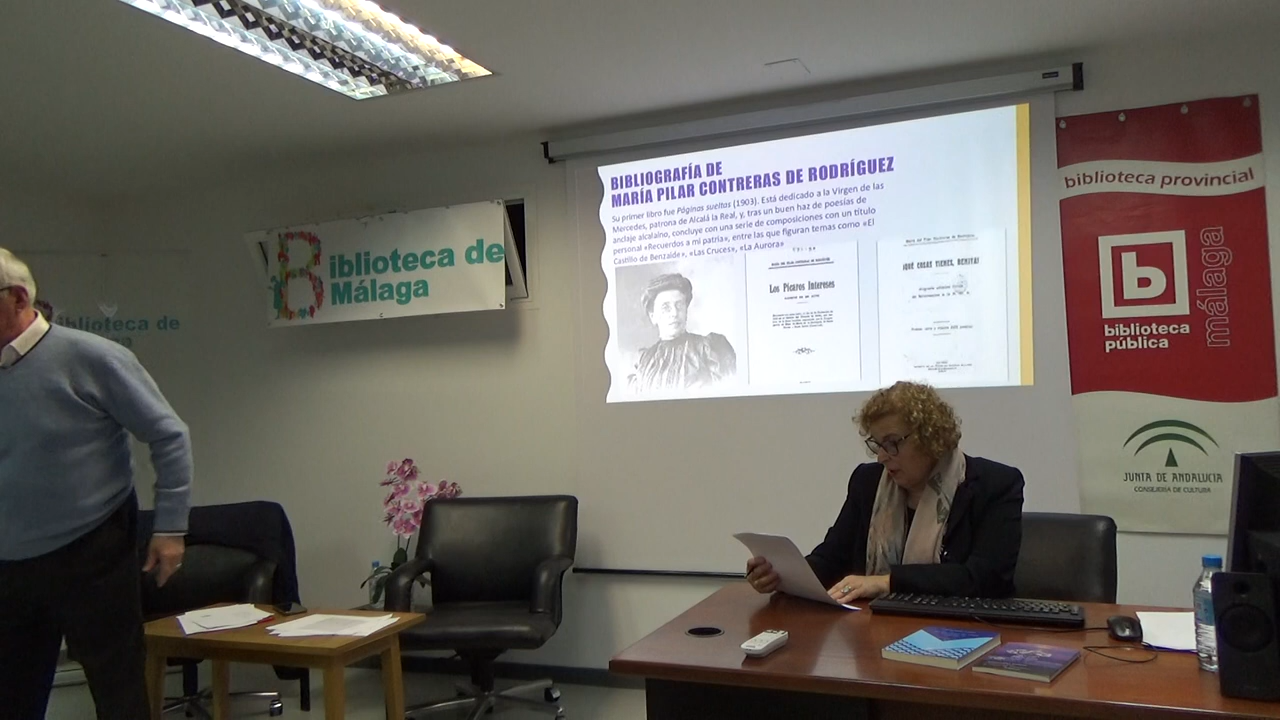 BIBLIOGRAFÍA DE
MARÍA PILAR CONTRERAS DE RODRÍGUEZ
Su primer libro fue Páginas sueltas (1903). Está dedicado a la Virgen de las
Mercedes, patrona de Alcalá la Real, y, tras un buen haz de poesías de
anclaje alcalaíno, concluye con una serie de composiciones con un título
personal «Recuerdos a mi patria», entre las que figuran temas como «El
Castillo de Benzaide», «Las Cruces», «La Aurora»
Los Pícaros Intereses
¡QUÉ COSAS TIENES, BENITA!
Biblioteca de
Málaga
biblioteca de
biblioteca provincial
b
biblioteca
pública
málaga
JUNTA DE ANDALUCIA
CONSEJERÍA DE CULTURA